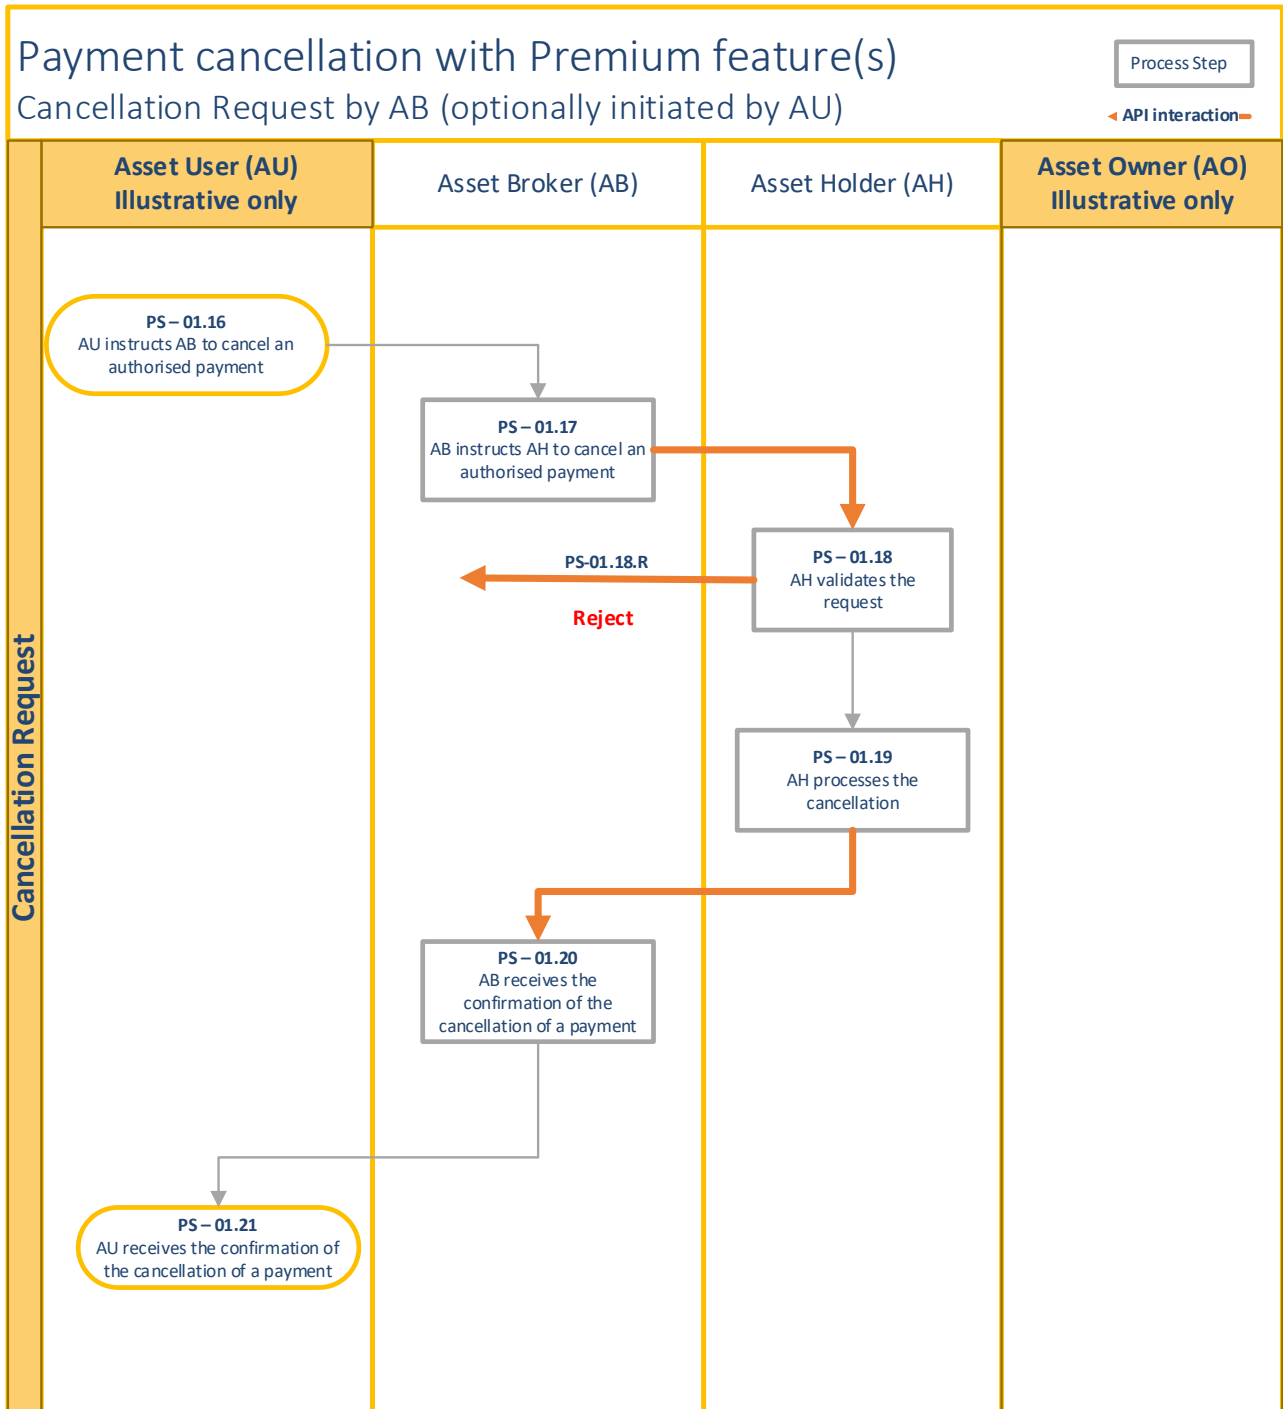 Payment cancellation with Premium feature(s)
Cancellation Request by AB (optionally initiated by AU)
Process Step
API interaction
Asset User (AU)
Illustrative only
Asset Broker (AB)
Asset Holder (AH)
Asset Owner (AO)
Illustrative only
Cancellation Request
PS – 01.16
AU instructs AB to cancel an
authorised payment
PS – 01.17
AB instructs AH to cancel an
authorised payment
PS-01.18.R
Reject
PS – 01.18
AH validates the
request
PS – 01.19
AH processes the
cancellation
PS – 01.20
AB receives the
confirmation of the
cancellation of a payment
PS – 01.21
AU receives the confirmation of
the cancellation of a payment